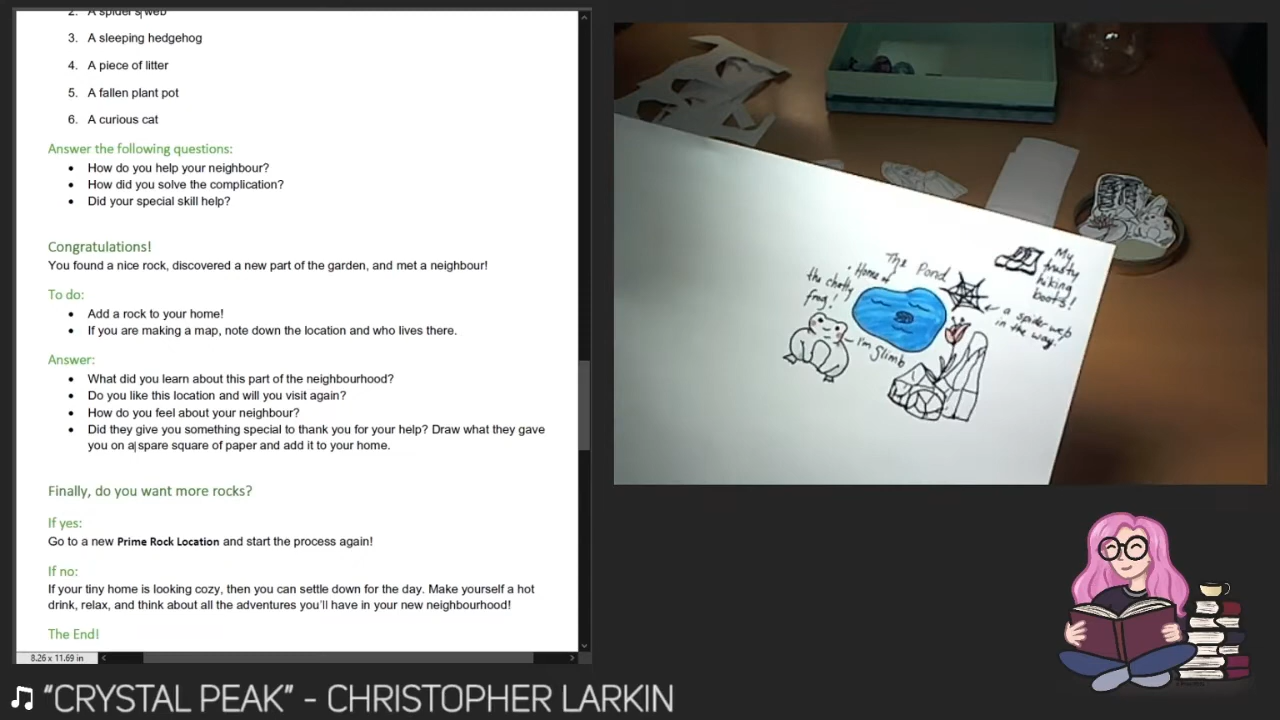 2. A spider's web
3. A sleeping hedgehog
4. A piece of litter
5. A fallen plant pot
6. A curious cat
Answer the following questions:
• How do you help your neighbour?
• How did you solve the complication?
• Did your special skill help?
Congratulations!
You found a nice rock, discovered a new part of the garden, and met a neighbour!
To do:
• Add a rock to your home!
• If you are making a map, note down the location and who lives there.
Answer:
• What did you learn about this part of the neighbourhood?
• Do you like this location and will you visit again?
• How do you feel about your neighbour?
• Did they give you something special to thank you for your help? Draw what they gave
you on a spare square of paper and add it to your home.
Finally, do you want more rocks?
If yes:
Go to a new Prime Rock Location and start the process again!
If no:
If your tiny home is looking cozy, then you can settle down for the day. Make yourself a hot
drink, relax, and think about all the adventures you'll have in your new neighbourhood!
The End!
8.26 x 11.69 in
The Pond
Home of
the chatty
frog!
I'm Glimb
My
trusty
hiking
boots!
a spider web
in the way.
"CRYSTAL PEAK" - CHRISTOPHER LARKIN